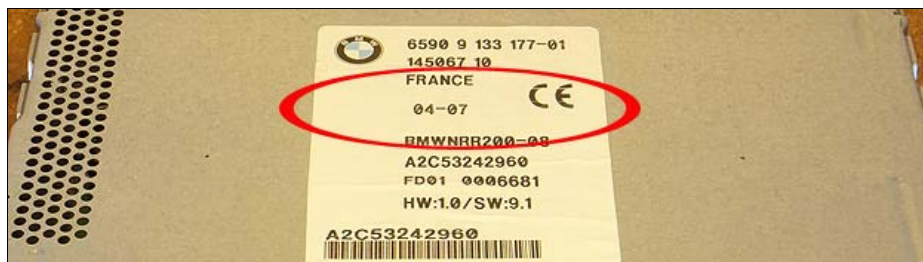 BMW
6590 9 133 177-01
145067 10
FRANCE
04-07
CE
BMWNRR200-08
A2C53242960
FD01 0006681
HW:1.0/SW:9.1
A2C53242960